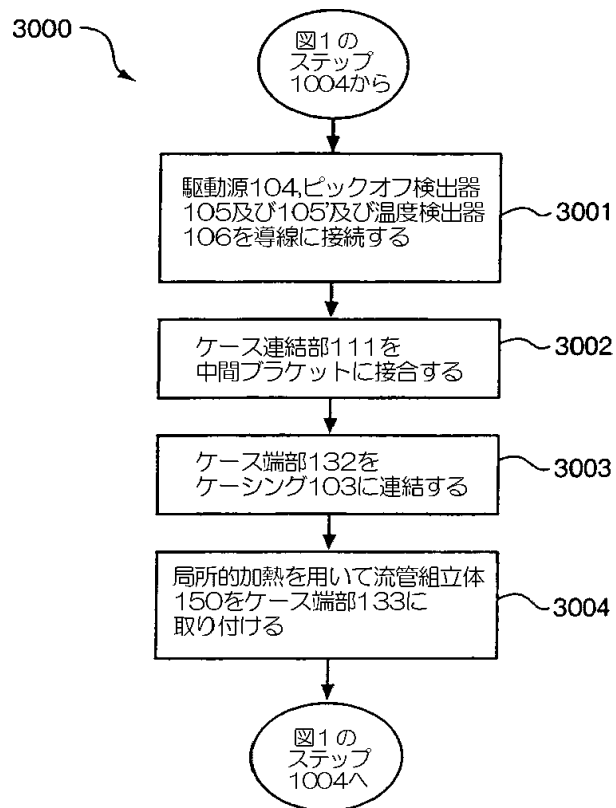 3000
図1の
ステップ
1004から
駆動源104,ピックオフ検出器
105及び105'及び温度検出器
106を導線に接続する
3001
ケース連結部111を
中間ブラケットに接合する
3002
ケース端部132を
ケーシング103に連結する
3003
局所的加熱を用いて流管組立体
150をケース端部133に
取り付ける
3004
図1の
ステップ
1004へ